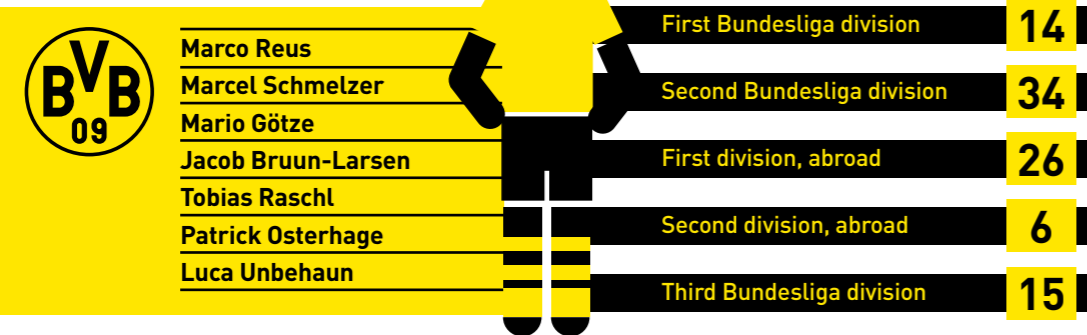 BVB
09
Marco Reus
Marcel Schmelzer
Mario Götze
Jacob Bruun-Larsen
Tobias Raschl
Patrick Osterhage
Luca Unbehaun
First Bundesliga division 14
Second Bundesliga division 34
First division, abroad 26
Second division, abroad 6
Third Bundesliga division 15